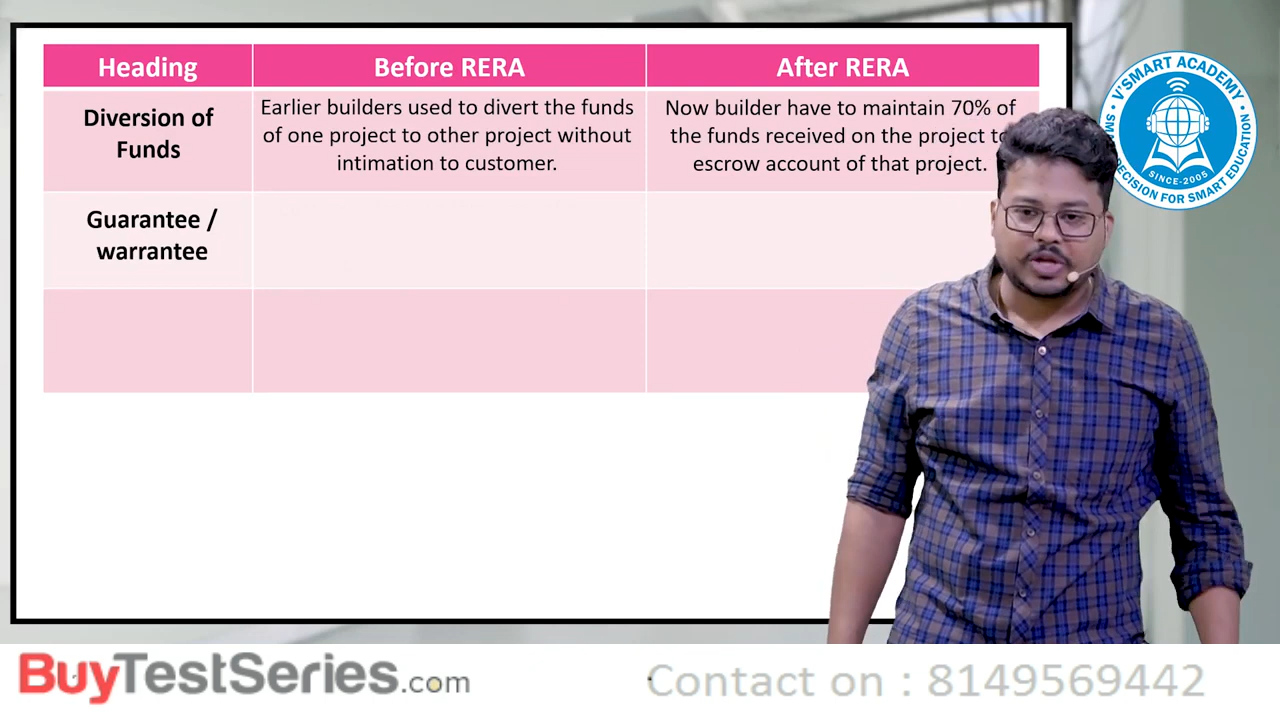 Heading
Before RERA
After RERA
Diversion of
Funds
Earlier builders used to divert the funds
of one project to other project without
intimation to customer.
Now builder have to maintain 70% of
the funds received on the project to
escrow account of that project.
Guarantee /
warrantee
V'SMART ACADEMY
DECISION FOR SMART EDUCATION
SINCE-2005
BuyTestSeries.com
Contact on : 8149569442